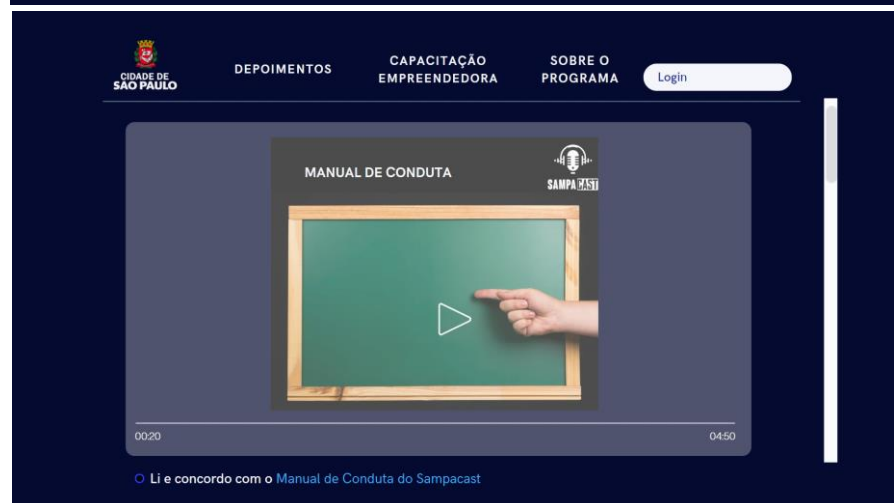 CIDADE DE
SÃO PAULO
DEPOIMENTOS
CAPACITAÇÃO
EMPREENDEDORA
SOBRE O
PROGRAMA
Login
MANUAL DE CONDUTA
SAMPACAST
00:20
04:50
Li e concordo com o Manual de Conduta do Sampacast